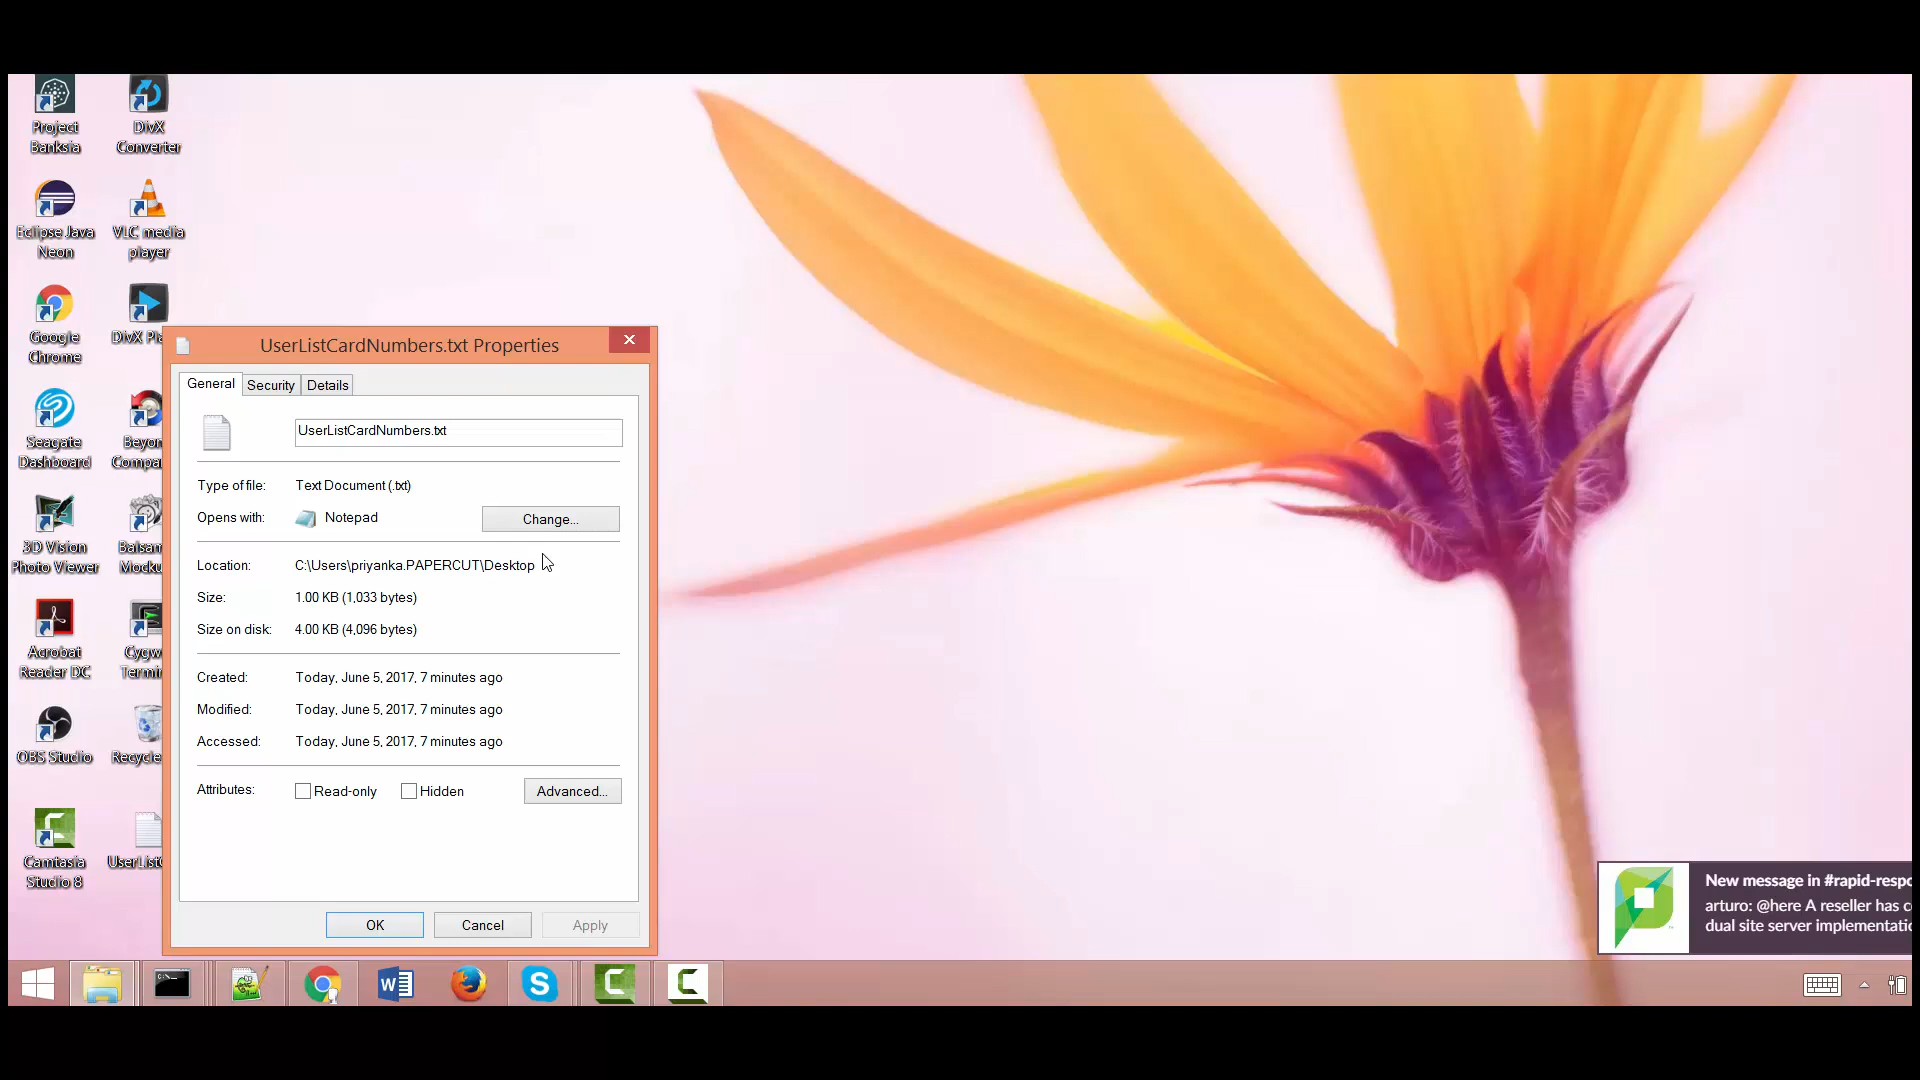 Project
Banksia
DivX
Converter
Eclipse Java
Neon
VLC media
player
Google
Chrome
DivX
Seagate
Dashboard
3D Vision
Photo Viewer
Acrobat
Reader DC
OBS Studio
Camtasia
Studio 8
UserListCardNumbers.txt Properties
General
Security
Details
UserListCardNumbers.txt
Type of file:
Text Document (.txt)
Opens with:
Notepad
Change...
Location:
C:\Users\priyanka.PAPERCUT\Desktop
Size:
1.00 KB (1,033 bytes)
Size on disk:
4.00 KB (4,096 bytes)
Created:
Today, June 5, 2017, 7 minutes ago
Modified:
Today, June 5, 2017, 7 minutes ago
Accessed:
Today, June 5, 2017, 7 minutes ago
Attributes:
Read-only
Hidden
Advanced...
OK
Cancel
Apply
New message in #rapid-respo
arturo: @here A reseller has c
dual site server implementati